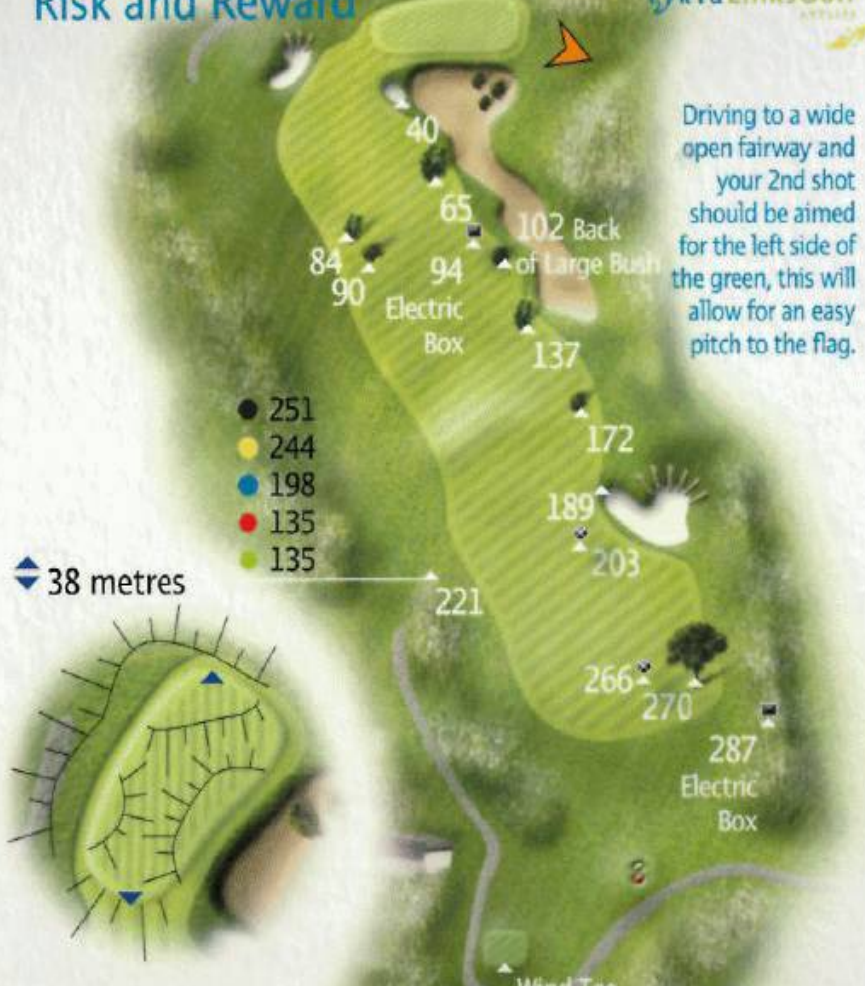 Risk and Reward
Driving to a wide
open fairway and
your 2nd shot
should be aimed
for the left side of
the green, this will
allow for an easy
pitch to the flag.
40
65
102 Back
of Large Bush
84
90
94
Electric
Box
137
172
189
203
251
244
198
135
135
221
38 metres
266
270
287
Electric
Box
Wind Tee